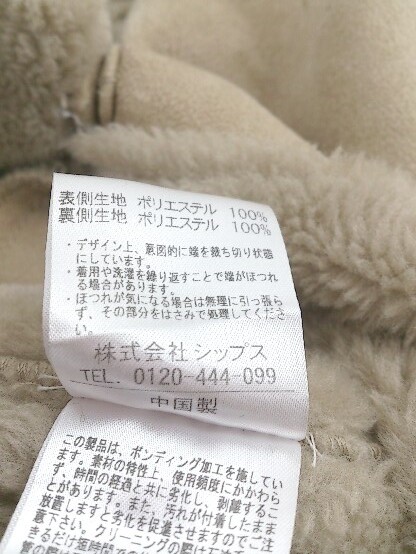 表側生地 ポリエステル 100%
裏側生地 ポリエステル 100%
・デザイン上、意図的に端を裁ち切り状態
にしています。
・着用や洗濯を繰り返すことで端がほつれ
る場合があります。
・ほつれが気になる場合は無理に引っ張ら
ず、その部分をはさみで処理してくださ
い。
株式会社シップス
TEL. 0120-444-099
中国製
この製品は、ボンディング加工を施してい
ます。素材の特性上、使用頻度にかかわら
ず、時間の経過と共に劣化し、剥離するこ
とがあります。また、汚れが付着したまま
放置しますと劣化を促進させますのでご注
意下さい。クリーニングの際は
きるだけ短時間での